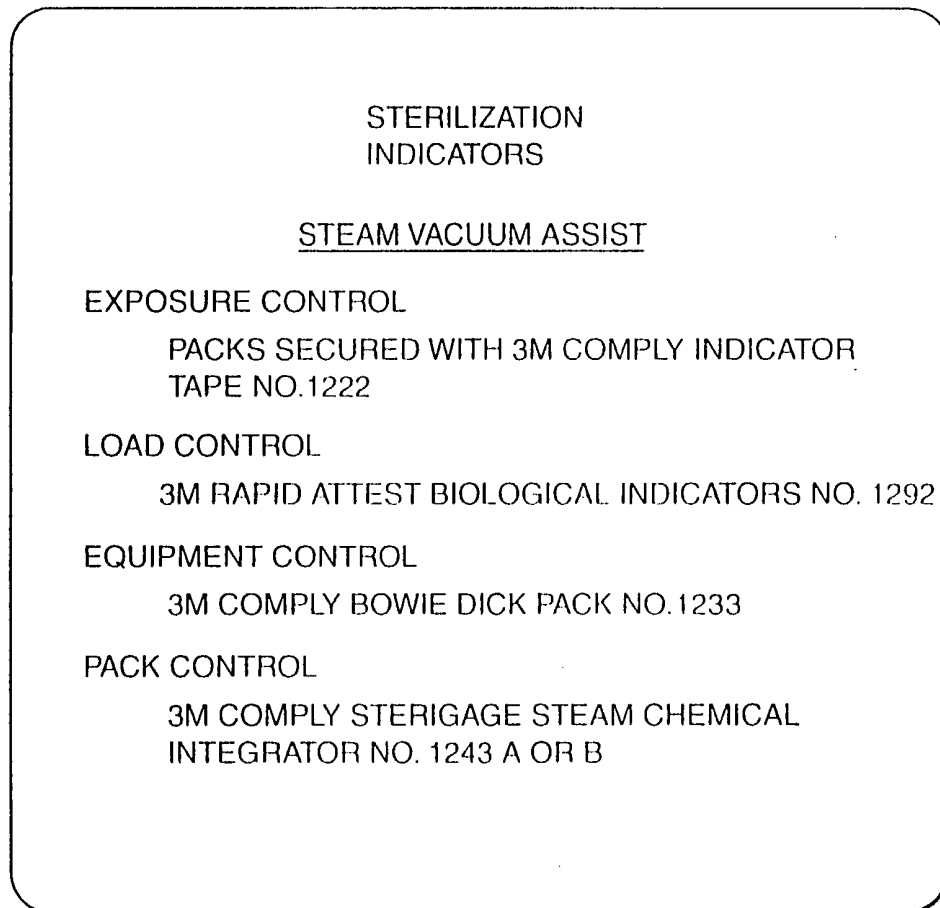 STERILIZATION
INDICATORS
STEAM VACUUM ASSIST
EXPOSURE CONTROL
PACKS SECURED WITH 3M COMPLY INDICATOR
TAPE NO.1222
LOAD CONTROL
3M RAPID ATTEST BIOLOGICAL INDICATORS NO. 1292
EQUIPMENT CONTROL
3M COMPLY BOWIE DICK PACK NO.1233
PACK CONTROL
3M COMPLY STERIGAGE STEAM CHEMICAL
INTEGRATOR NO. 1243 A OR B